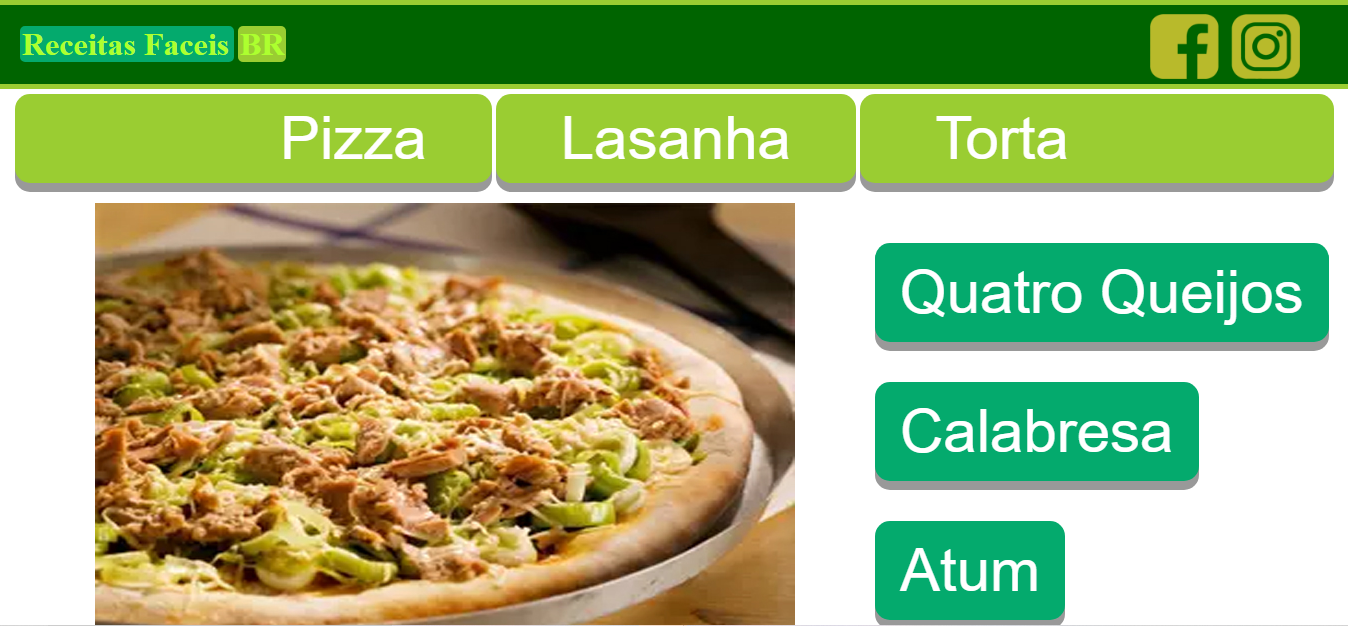 Receitas Faceis BR
Pizza Lasanha Torta
Quatro Queijos
Calabresa
Atum